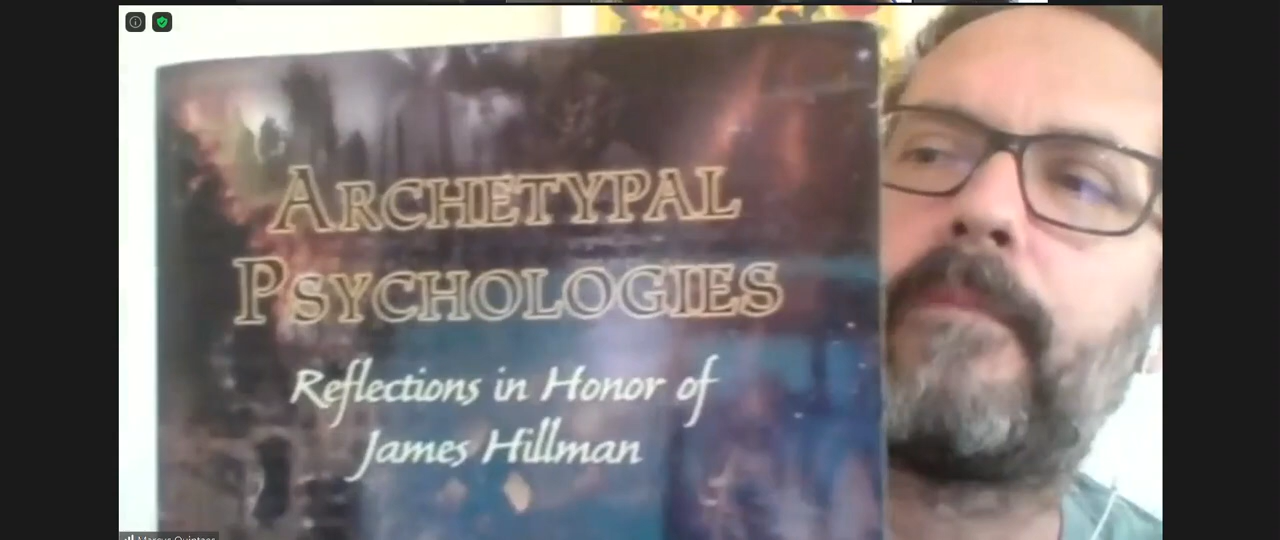 ARCHETYPAL
PSYCHOLOGIES
Reflections in Honor of
James Hillman